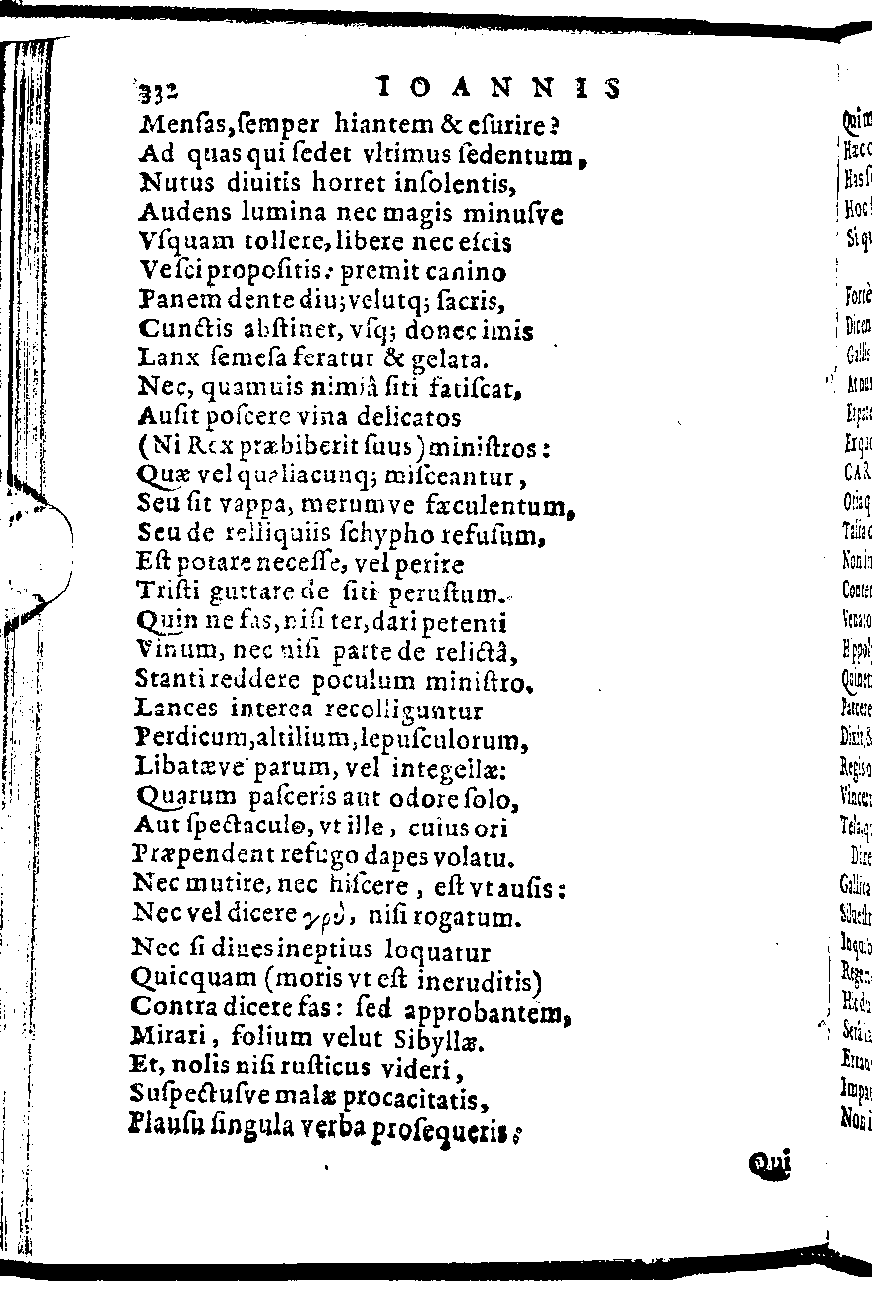 332 IOANNIS
Menſas, ſemper hiantem & eſurire?
Ad quas qui ſedet vltimus ſedentum,
Nutus diuitis horret inſolentis,
Audens lumina nec magis minuſve
Vſquam tollere, libere nec eſcis
Veſci propoſitis: premit canino
Panem dente diu; velutq; ſacris,
Cunctis abſtinet, vſq; donec imis
Lanx ſemeſa feratur & gelata.
Nec, quamuis nimiâ ſiti fatiſcat,
Auſit poſcere vina delicatos
(Ni Rex præbiberit ſuus) miniſtros:
Quæ vel qualiacunq; miſceantur,
Seu ſit vappa, merumve fæculentum,
Seu de relliquiis ſchypho refuſum,
Eſt potare neceſſe, vel perire
Triſti guttare de ſiti peruſtum.
Quin ne fas, niſi ter, dari petenti
Vinum, nec niſi parte de relictâ,
Stanti reddere poculum miniſtro.
Lances interea recolliguntur
Perdicum, altilium, lepuſculorum,
Libatæve parum, vel integellæ:
Quarum paſceris aut odore ſolo,
Aut ſpectaculo, vt ille, cuius ori
Præpendent refugo dapes volatu.
Nec mutire, nec hiſcere, eſt vt auſis:
Nec vel dicere γρὺ, niſi rogatum.
Nec ſi diues ineptius loquatur
Quicquam (moris vt eſt ineruditis)
Contra dicere fas: ſed approbantem,
Mirari, folium velut Sibyllæ.
Et, nolis niſi ruſticus videri,
Suſpectuſve malæ procacitatis,
Plauſu ſingula verba proſequeris;
Qui
Hoc
Si qu
Gallis
CAR
Non i